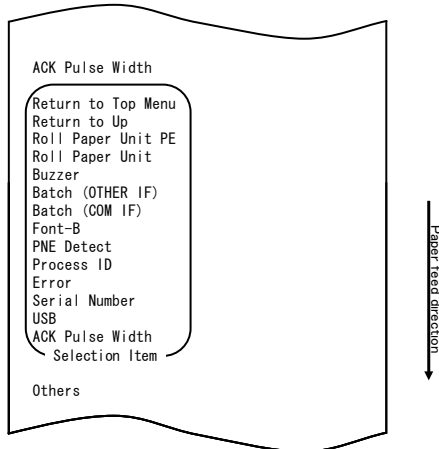 ACK Pulse Width
Return to Top Menu
Return to Up
Roll Paper Unit PE
Roll Paper Unit
Buzzer
Batch (OTHER IF)
Batch (COM IF)
Font-B
PNE Detect
Process ID
Error
Serial Number
USB
ACK Pulse Width
Selection Item
Others
Paper feed direction